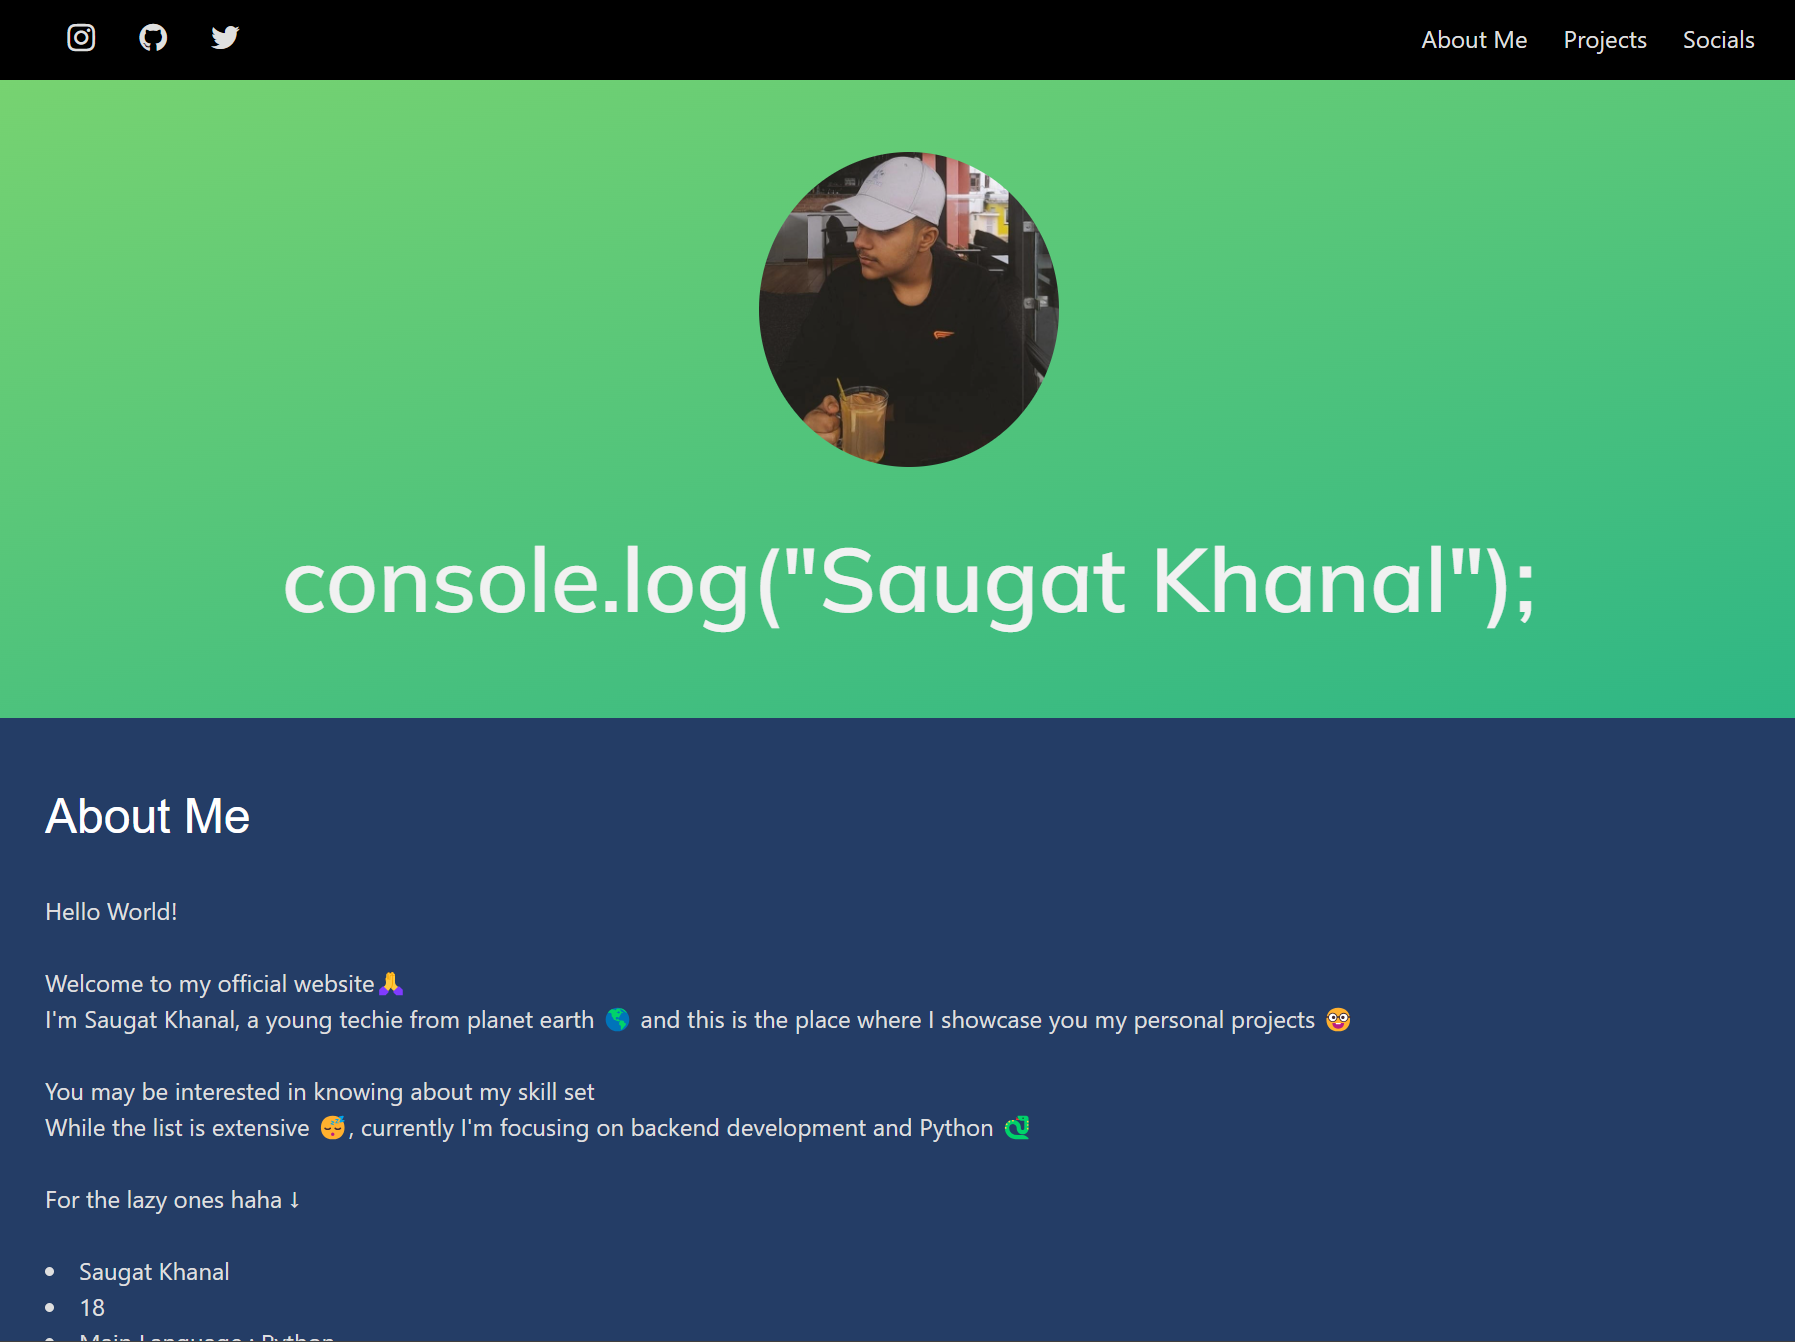 About Me Projects Socials
console.log("Saugat Khanal");
About Me
Hello World!
Welcome to my official website🙏
I'm Saugat Khanal, a young techie from planet earth 🌎 and this is the place where I showcase you my personal projects 🥸
You may be interested in knowing about my skill set
While the list is extensive 😴, currently I'm focusing on backend development and Python 🐍
For the lazy ones haha ↓
• Saugat Khanal
• 18
• Main Language : Python